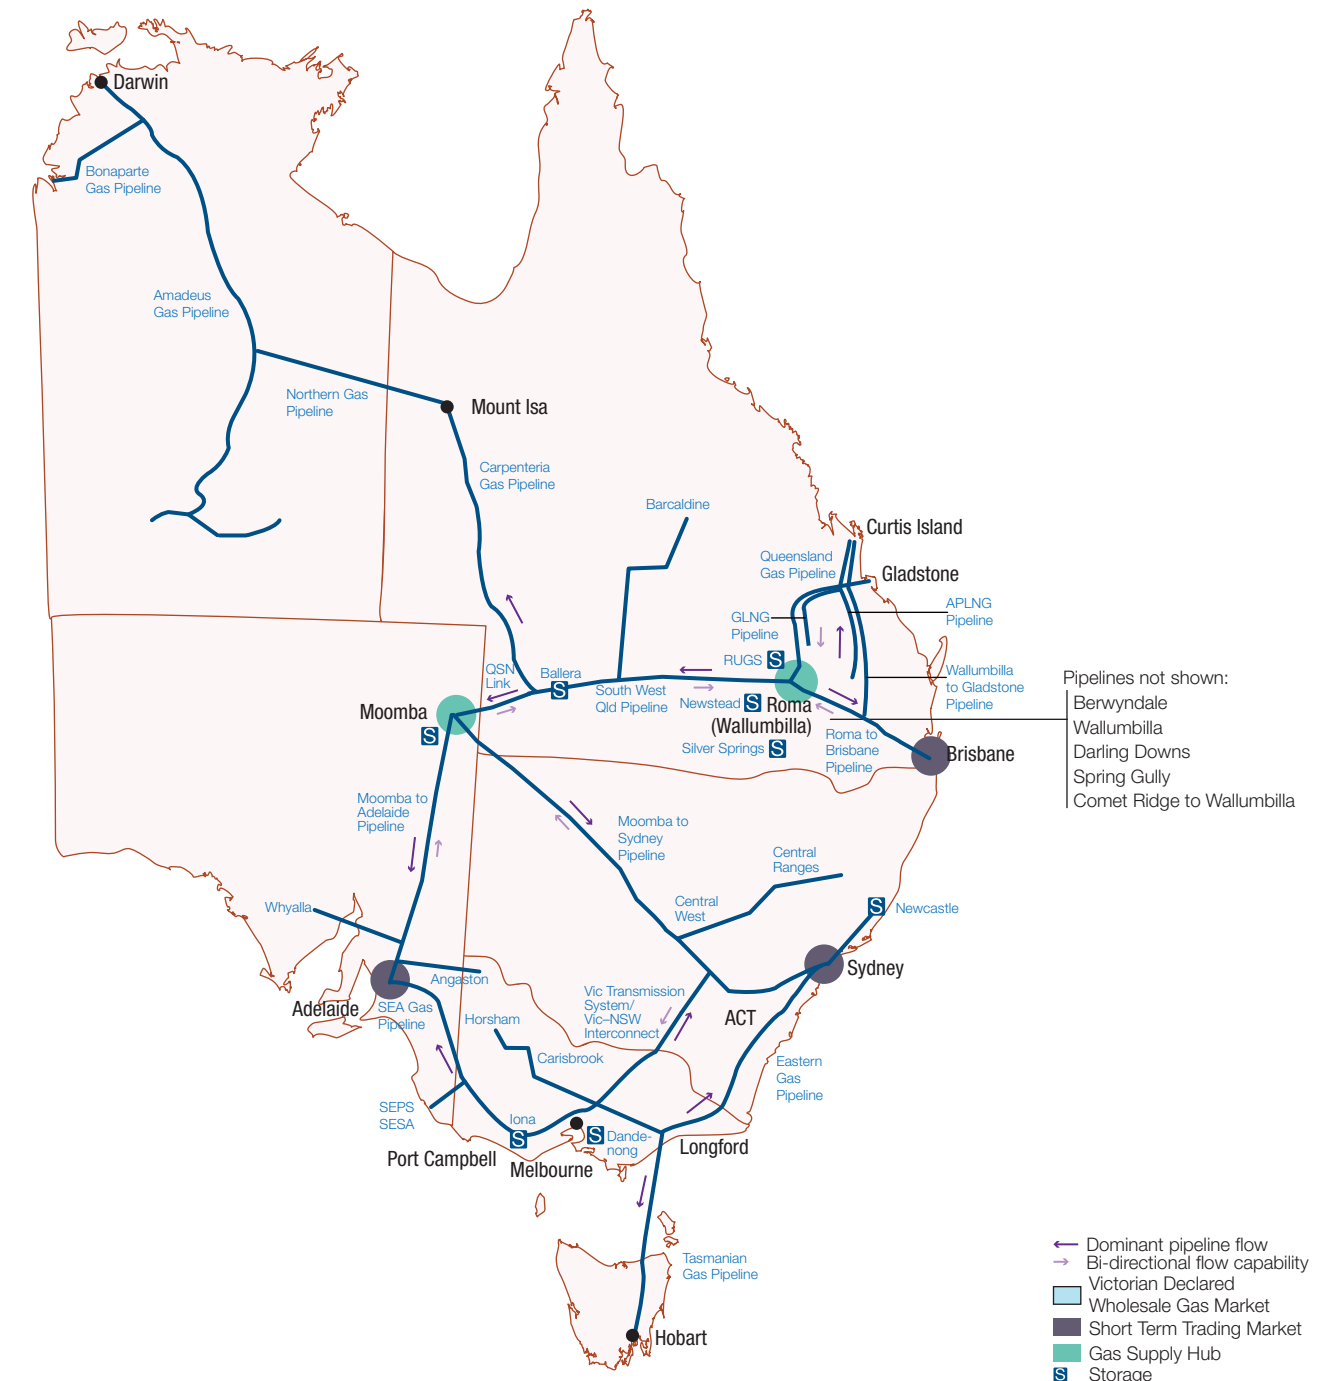 Darwin
Bonaparte
Gas Pipeline
Amadeus
Gas Pipeline
Northern Gas
Pipeline
Mount Isa
Carpenteria
Gas Pipeline
Barcaldine
Curtis Island
Queensland
Gas Pipeline
Gladstone
APLNG
Pipeline
GLNG
Pipeline
RUGS S
Wallumbilla
to Gladstone
Pipeline
QSN
Link
Ballera
S
South West
Qld Pipeline
Newstead S
Roma
(Wallumbilla)
Silver Springs S
Roma to
Brisbane
Pipeline
Brisbane
Pipelines not shown:
Berwyndale
Wallumbilla
Darling Downs
Spring Gully
Comet Ridge to Wallumbilla
Moomba
S
Moomba to
Adelaide
Pipeline
Moomba to
Sydney
Pipeline
Central
Ranges
Central
West
S Newcastle
Whyalla
Sydney
Angaston
Adelaide
SEA Gas
Pipeline
Horsham
Carisbrook
Vic Transmission
System/
Vic–NSW
Interconnect
ACT
Eastern
Gas
Pipeline
SEPS
SESA
Iona
S
Port Campbell
Melbourne
S Dande-
nong
Longford
Tasmanian
Gas Pipeline
Hobart
Dominant pipeline flow
Bi-directional flow capability
Victorian Declared
Wholesale Gas Market
Short Term Trading Market
Gas Supply Hub
S Storage